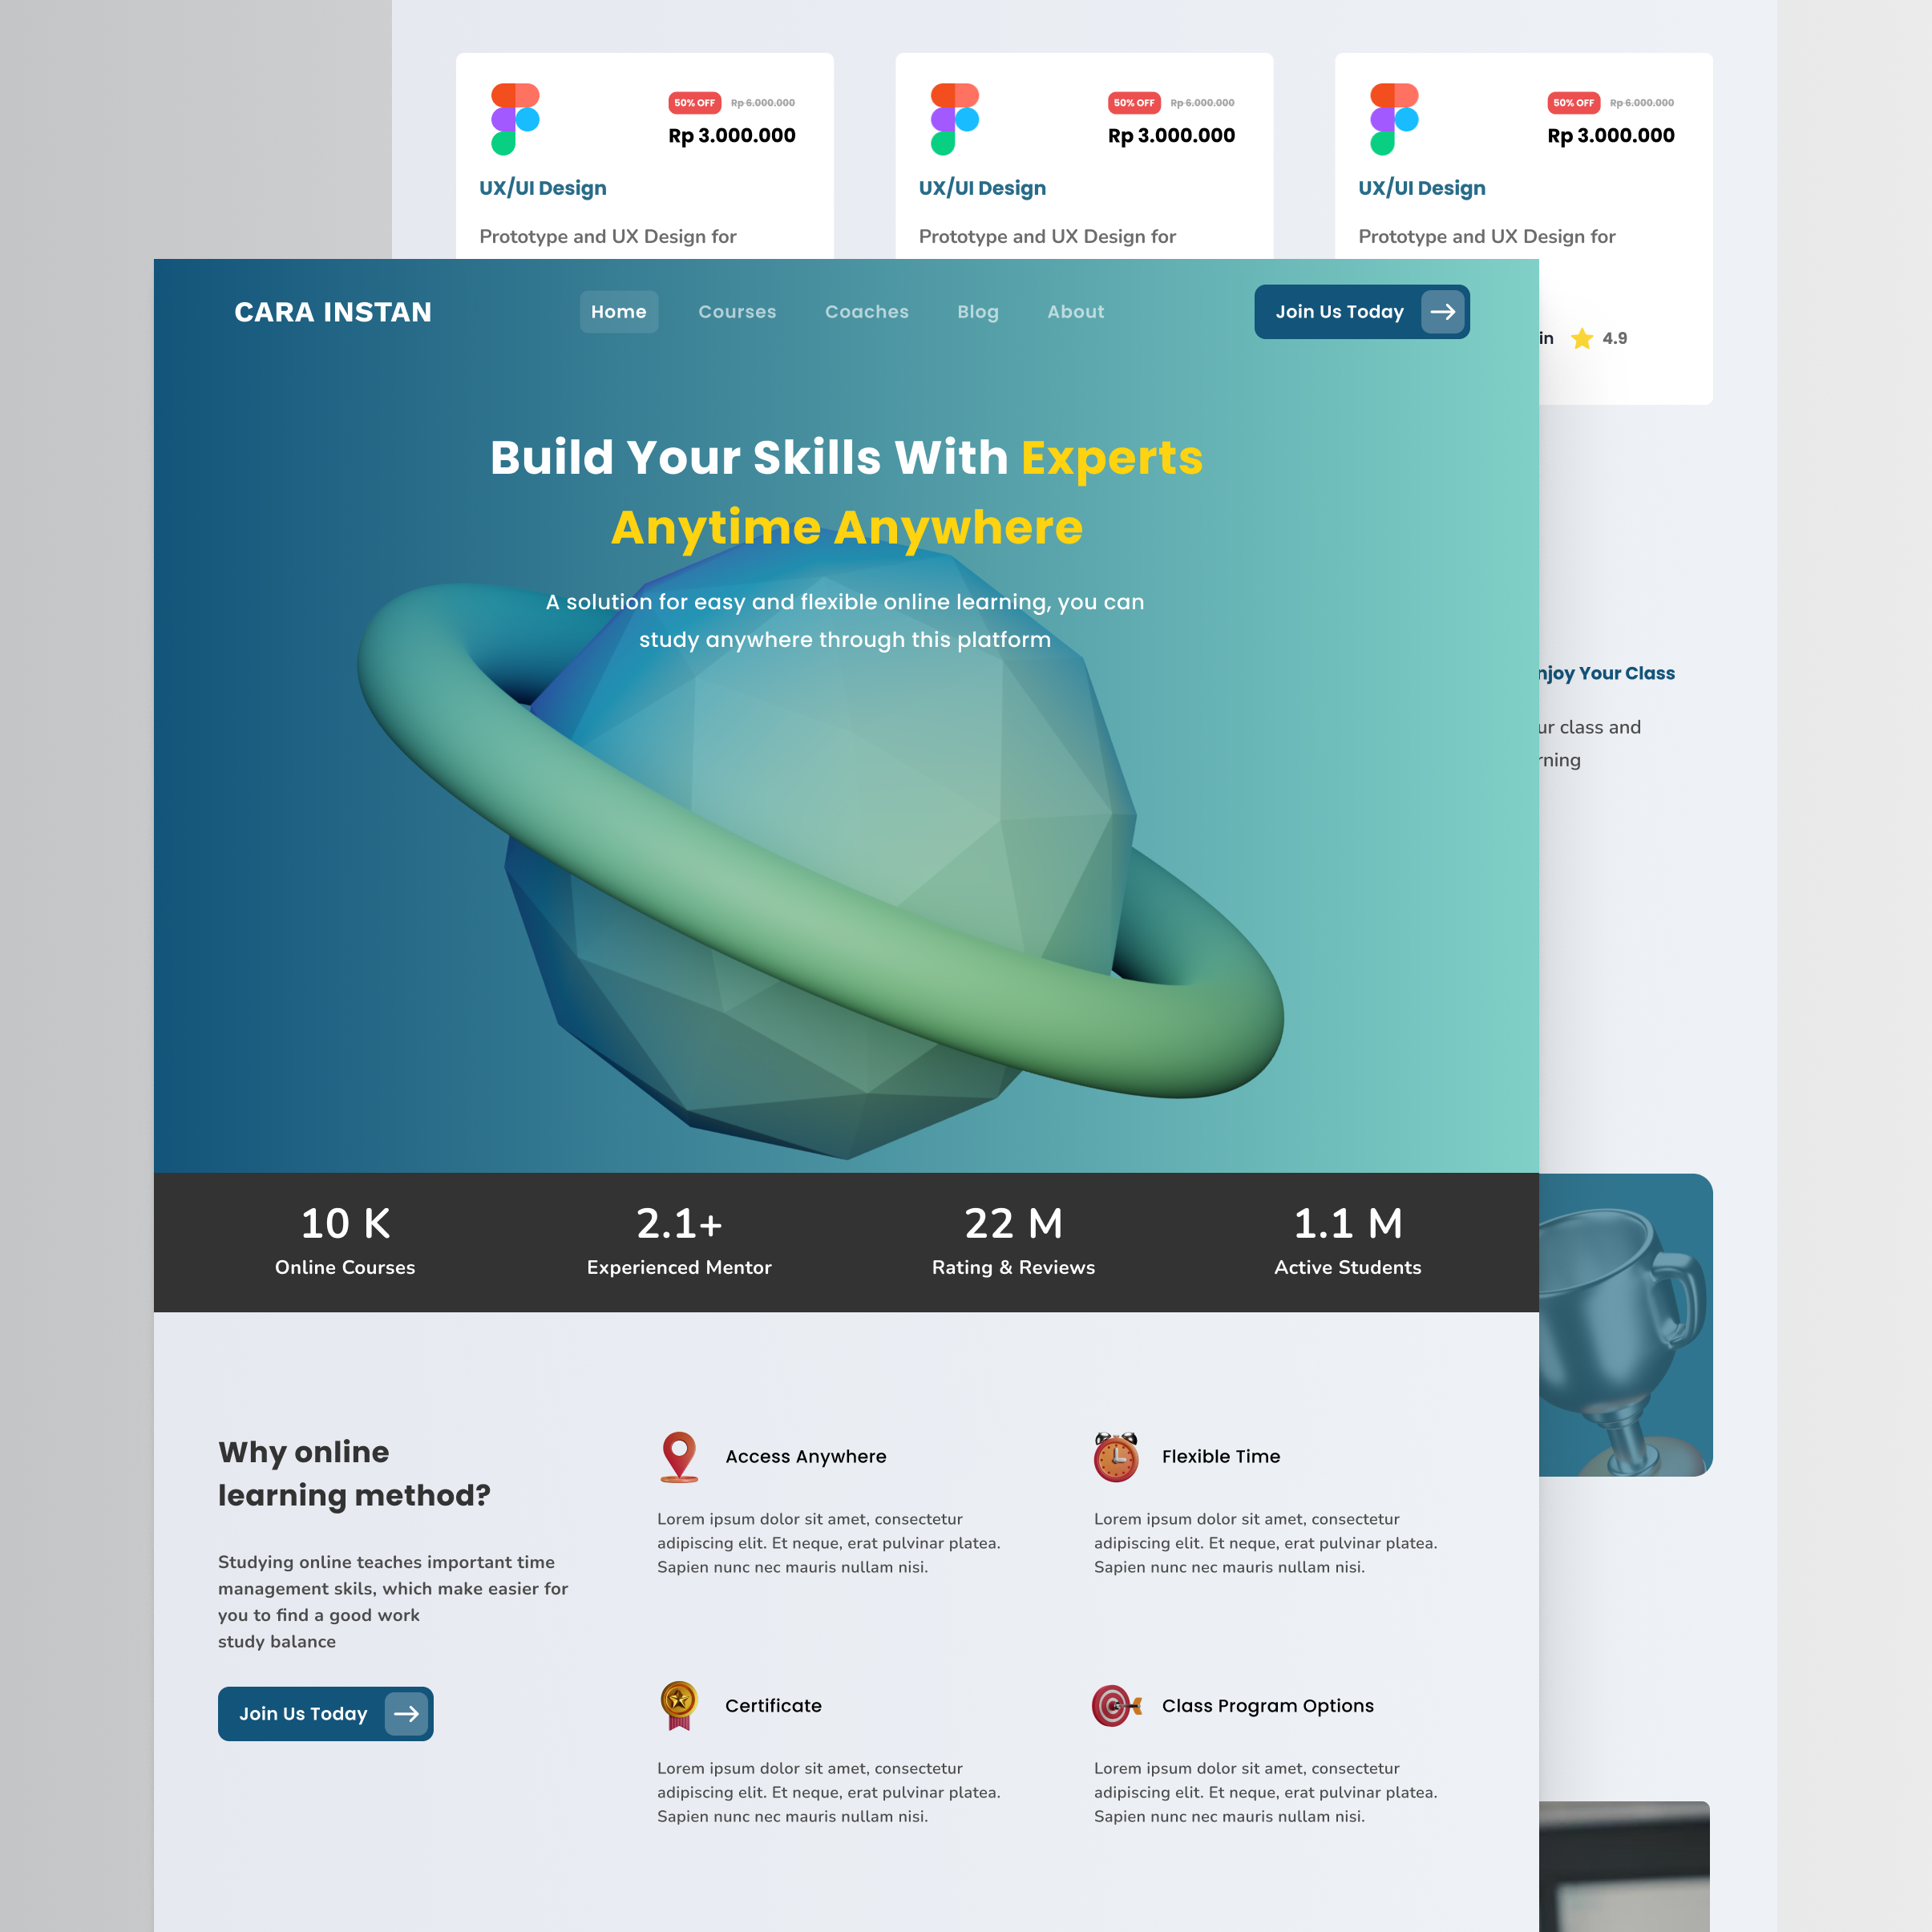 50% OFF Rp 6.000.000
Rp 3.000.000
UX/UI Design
Prototype and UX Design for
50% OFF Rp 6.000.000
Rp 3.000.000
UX/UI Design
Prototype and UX Design for
50% OFF Rp 6.000.000
Rp 3.000.000
UX/UI Design
Prototype and UX Design for
in 4.9
CARA INSTAN
Home Courses Coaches Blog About
Join Us Today
Build Your Skills With Experts
Anytime Anywhere
A solution for easy and flexible online learning, you can
study anywhere through this platform
njoy Your Class
ur class and
rning
10 K
Online Courses
2.1+
Experienced Mentor
22 M
Rating & Reviews
1.1 M
Active Students
Why online
learning method?
Studying online teaches important time
management skils, which make easier for
you to find a good work
study balance
Join Us Today
Access Anywhere
Lorem ipsum dolor sit amet, consectetur
adipiscing elit. Et neque, erat pulvinar platea.
Sapien nunc nec mauris nullam nisi.
Flexible Time
Lorem ipsum dolor sit amet, consectetur
adipiscing elit. Et neque, erat pulvinar platea.
Sapien nunc nec mauris nullam nisi.
Certificate
Lorem ipsum dolor sit amet, consectetur
adipiscing elit. Et neque, erat pulvinar platea.
Sapien nunc nec mauris nullam nisi.
Class Program Options
Lorem ipsum dolor sit amet, consectetur
adipiscing elit. Et neque, erat pulvinar platea.
Sapien nunc nec mauris nullam nisi.